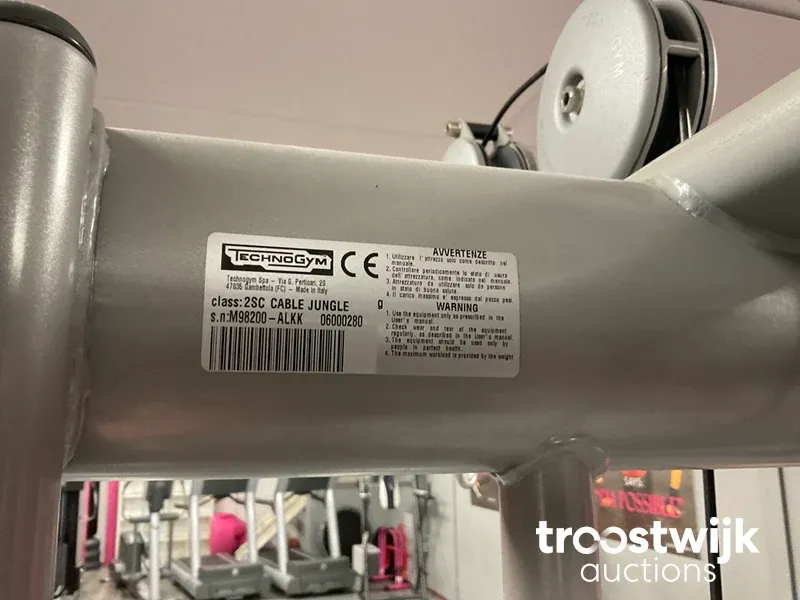 TECHNOGYM
CE
Technogym Spa - Via G. Perticari, 20
47035 Gambettola (FC) - Made in Italy
class:2SC CABLE JUNGLE g
s.n:M98200-ALKK 06000280
AVVERTENZE
1. Utilizzare l'attrezzo solo come descritto nel
manuale.
2. Controllare periodicamente lo stato di usura
dell'attrezzatura, come indicato nel manuale.
3. Attrezzatura da utilizzare solo da persone
in stato di buona salute.
4. Il carico massimo e' espresso dal pacco pesi
WARNING
1. Use the equipment only as prescribed in the
User's manual.
2. Check wear and tear of the equipment
regularly, as described in the User's manual.
3. The equipment should be used only by
people in perfect health.
4. The maximum workload is provided by the weight
GYM
SAVE
POSSIBLE
troostwijk
auctions